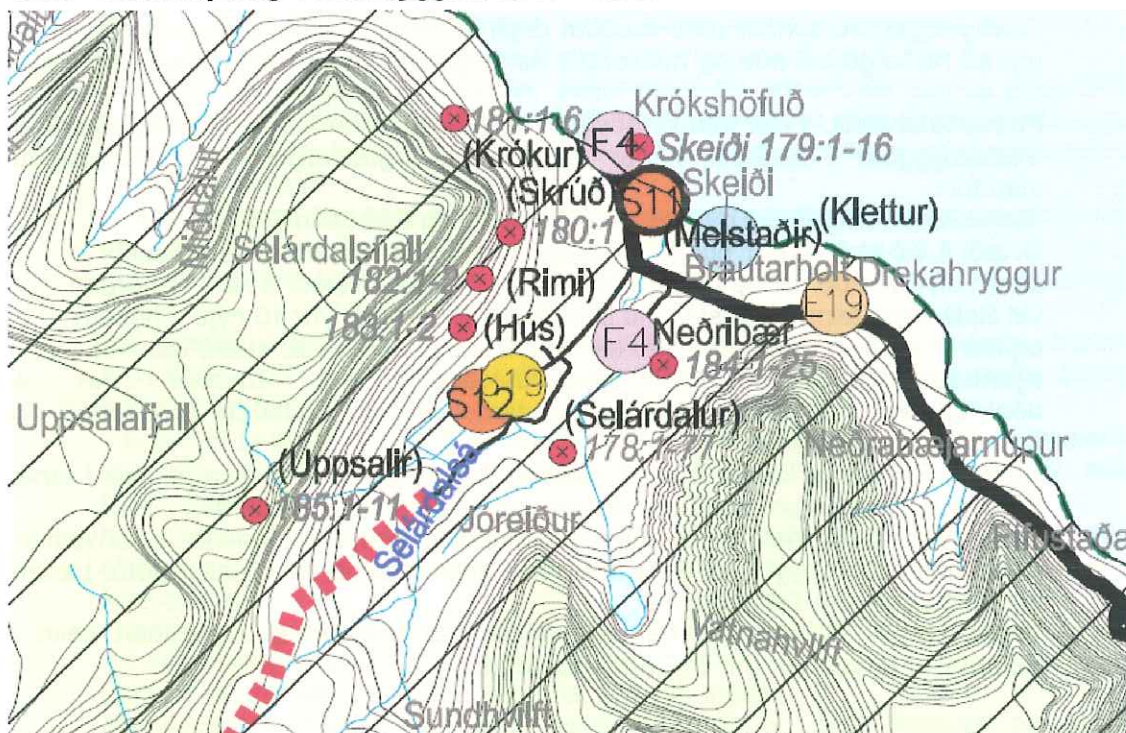 Krókshöfuð
181:1-6
F4
Skeiði 179:1-16
(Krókur)
Skeiði
(Skrúð)
S11
(Klettur)
180:1
(Melstaðir)
Selárdalsfjall
Brautarholt
Drekahryggur
182:1-2
(Rimi)
E19
183:1-2
(Hús)
F4
Neðribær
184:1-25
S12
Uppsalafjall
(Selárdalur)
178:1-77
Neðrabæjarnúpur
(Uppsalir)
185:1-11
Selárdalsá
Jóreiður
Fífustaða
Vatnahvilft
Sundhvilft